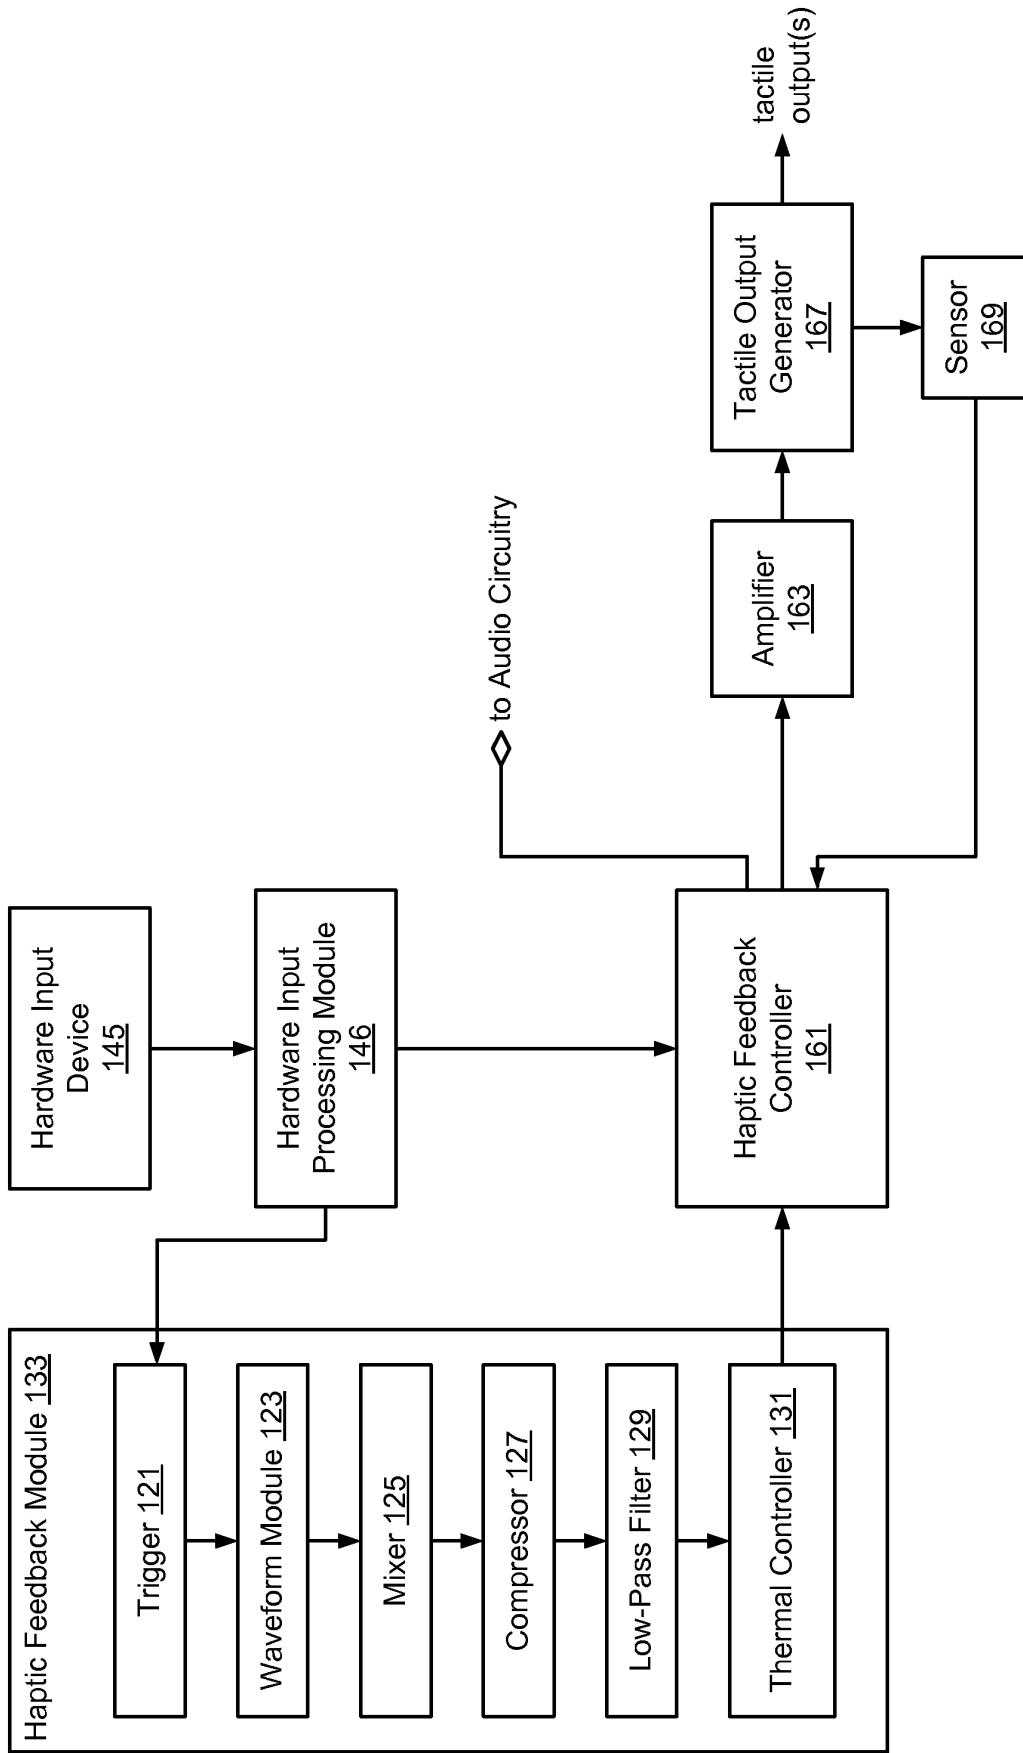 Haptic Feedback Module 133
Trigger 121
Waveform Module 123
Mixer 125
Compressor 127
Low-Pass Filter 129
Thermal Controller 131
Hardware Input
Device
145
Hardware Input
Processing Module
146
Haptic Feedback
Controller
161
to Audio Circuitry
Amplifier
163
Tactile Output
Generator
167
Sensor
169
tactile
output(s)